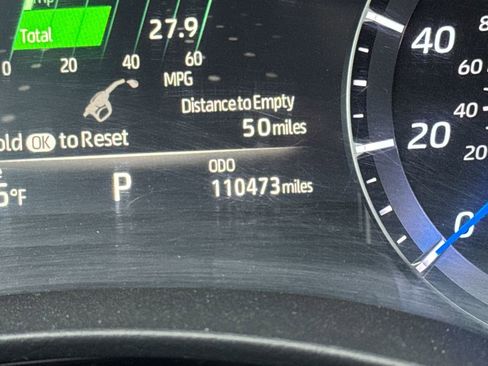 Total 27.9
0 20 40 60
MPG
Distance to Empty
50 miles
OK to Reset
°F P ODO
110473 miles
40
20
0
60
40
20